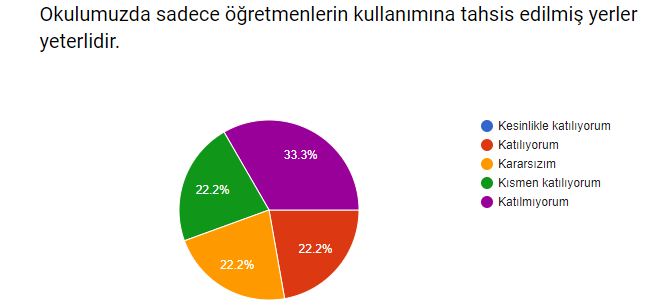 Okulumuzda sadece öğretmenlerin kullanımına tahsis edilmiş yerler
yeterlidir.
33.3%
22.2%
22.2%
22.2%
Kesinlikle katılıyorum
Katılıyorum
Kararsızım
Kısmen katılıyorum
Katılmıyorum